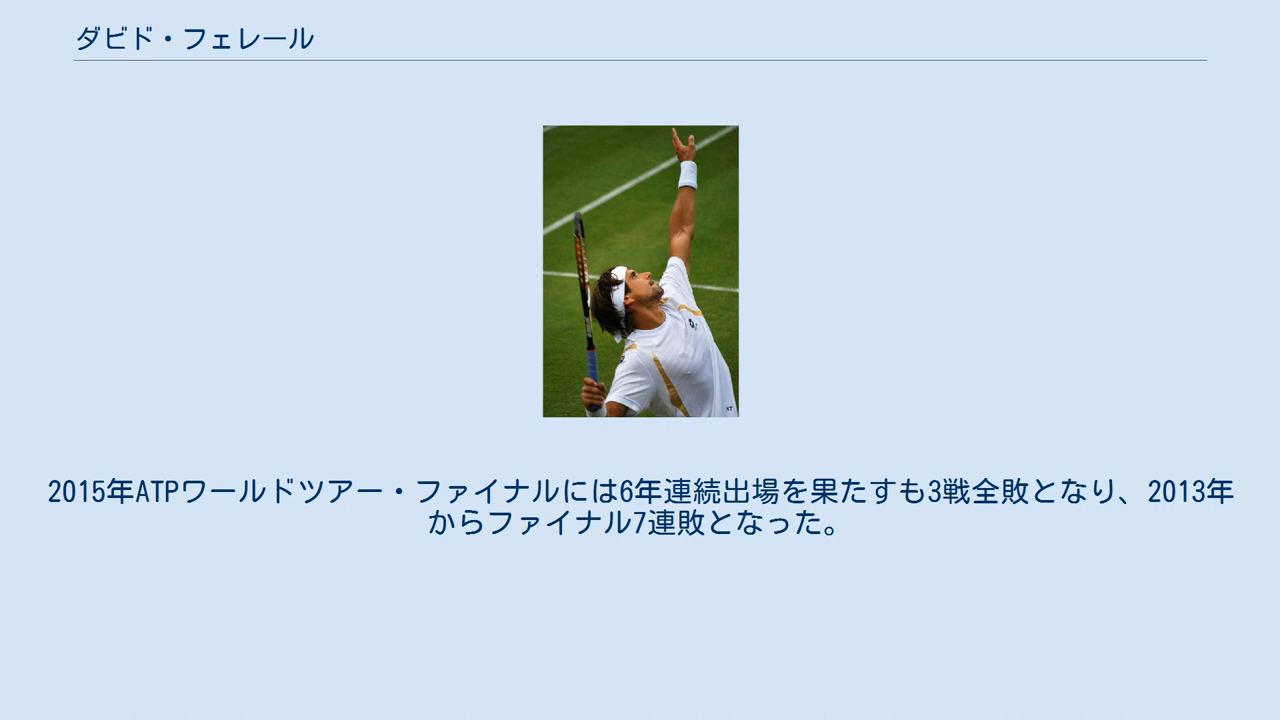 ダビド・フェレール
2015年ATPワールドツアー・ファイナルには6年連続出場を果たすも3戦全敗となり、2013年
からファイナル7連敗となった。
KT